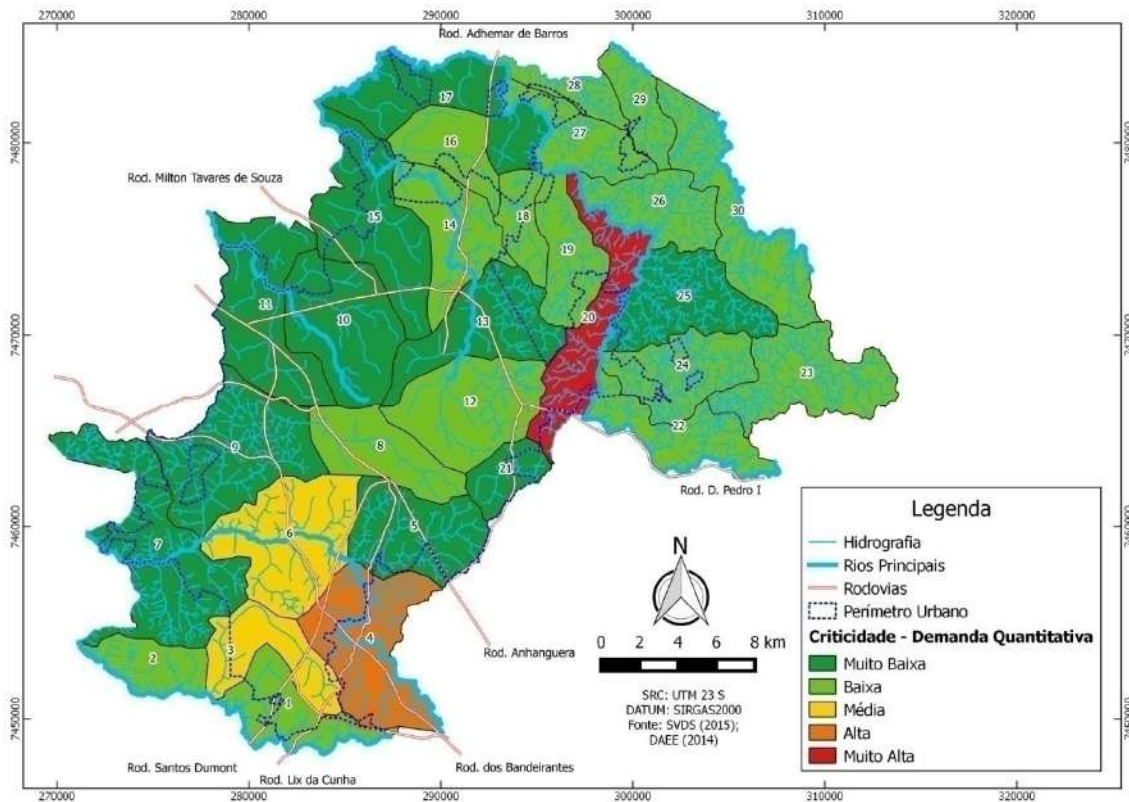 270000 280000 290000 300000 310000 320000
Rod. Adhemar de Barros
7480000 7480000
Rod. Milton Tavares de Souza
7470000 7470000
7460000 7460000
7450000 7450000
17
28
29
16
27
26
30
15
18
14
19
25
11
10
13
20
24
23
12
22
8
9
21
5
6
7
4
3
2
1
Rod. D. Pedro I
Rod. Anhanguera
Rod. Santos Dumont
Rod. Lix da Cunha
Rod. dos Bandeirantes
N
0 2 4 6 8 km
SRC: UTM 23 S
DATUM: SIRGAS2000
Fonte: SVDS (2015);
DAEE (2014)
Legenda
Hidrografia
Rios Principais
Rodovias
Perímetro Urbano
Criticidade - Demanda Quantitativa
Muito Baixa
Baixa
Média
Alta
Muito Alta
270000 280000 290000 300000 310000 320000